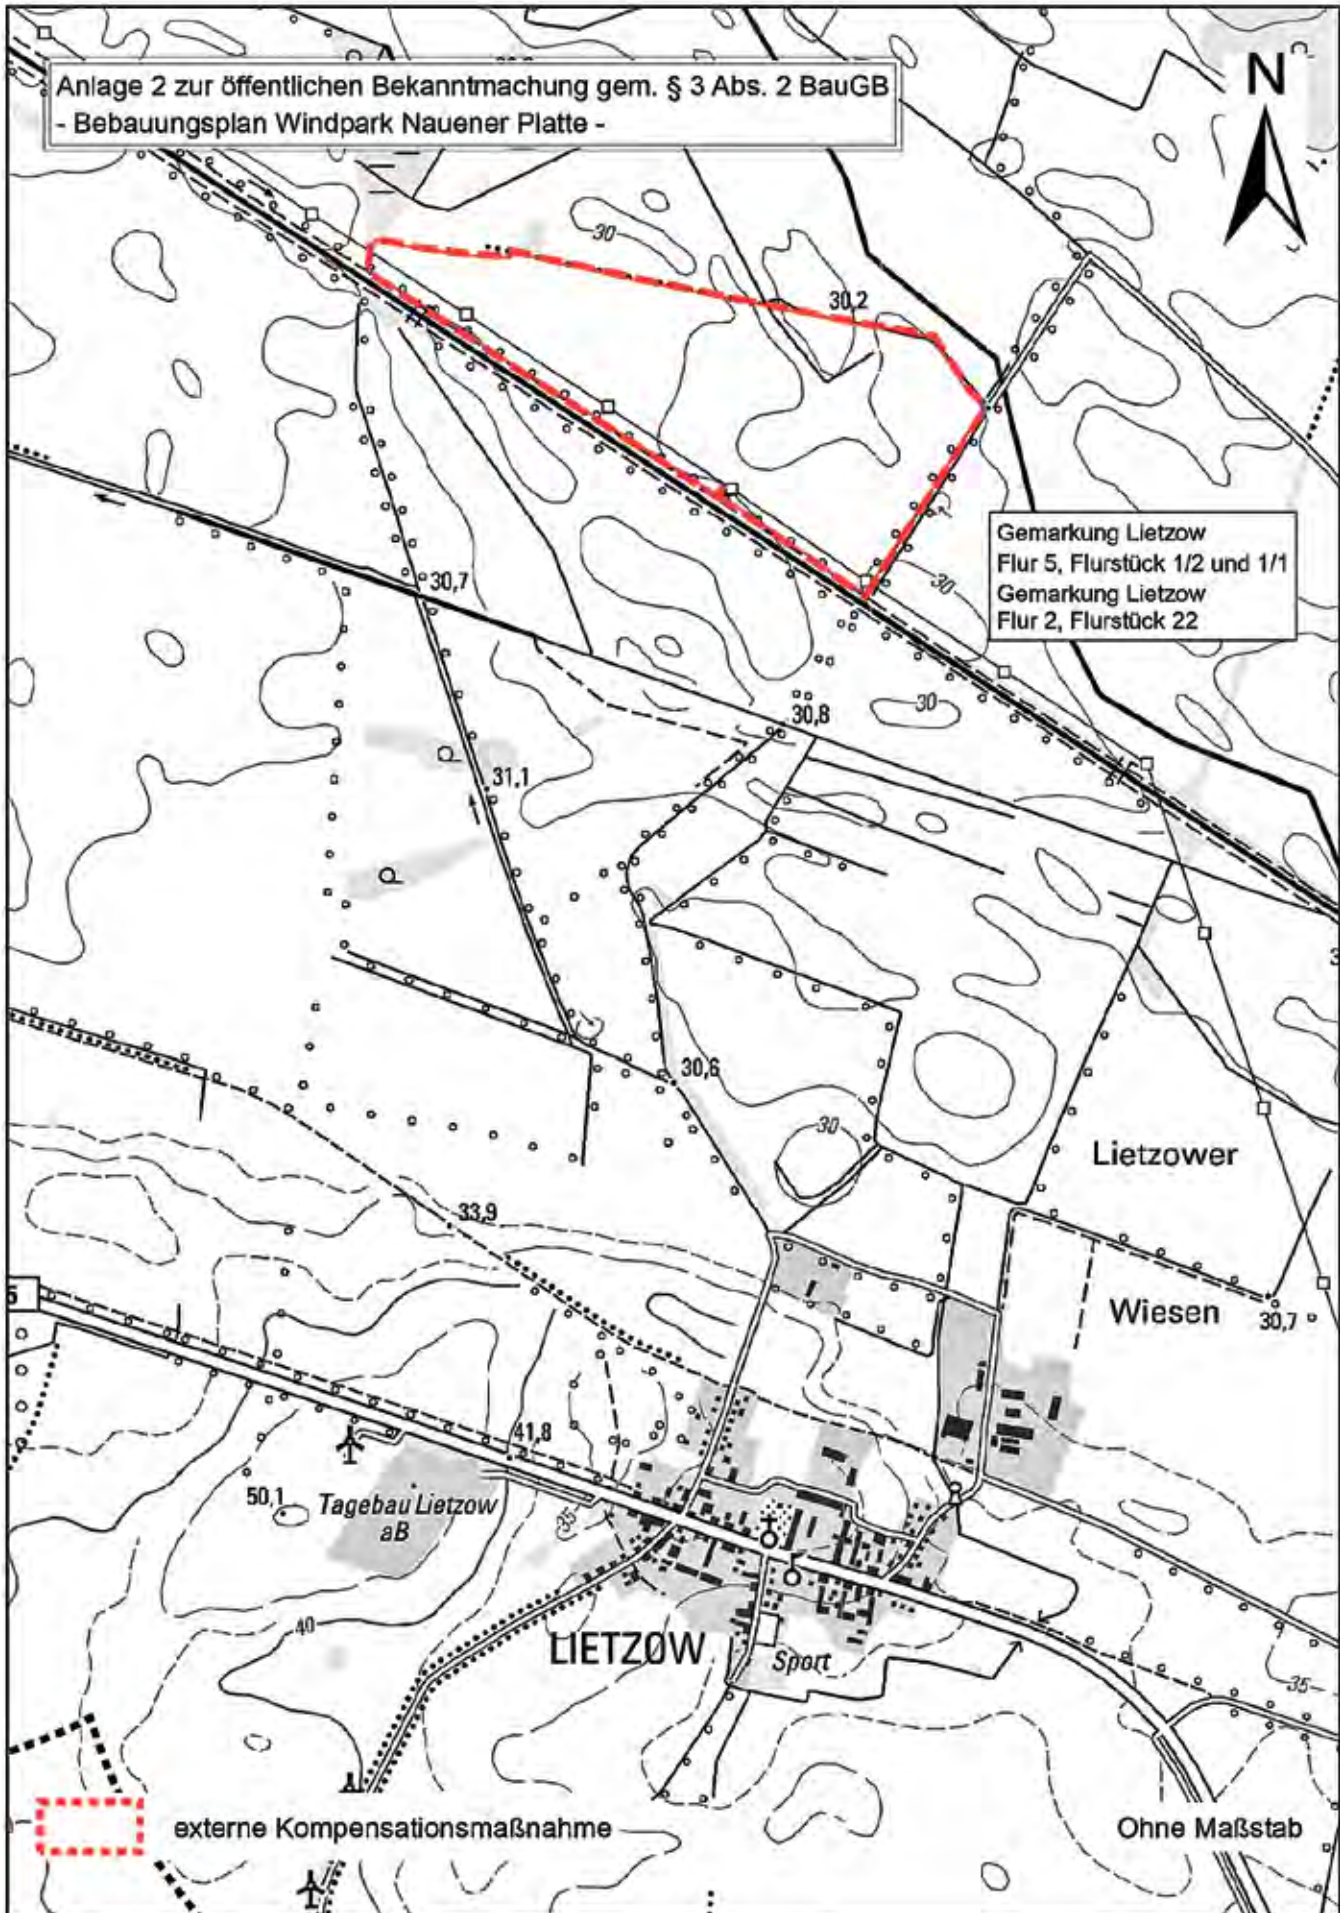 Anlage 2 zur öffentlichen Bekanntmachung gem. § 3 Abs. 2 BauGB
- Bebauungsplan Windpark Nauener Platte -
N
30
30,2
Gemarkung Lietzow
Flur 5, Flurstück 1/2 und 1/1
Gemarkung Lietzow
Flur 2, Flurstück 22
30
30,7
30
30,8
31,1
30,6
30
Lietzower
33,9
5
Wiesen
30,7
41,8
50,1
Tagebau Lietzow
aB
35
40
LIETZOW
Sport
35
externe Kompensationsmaßnahme
Ohne Maßstab